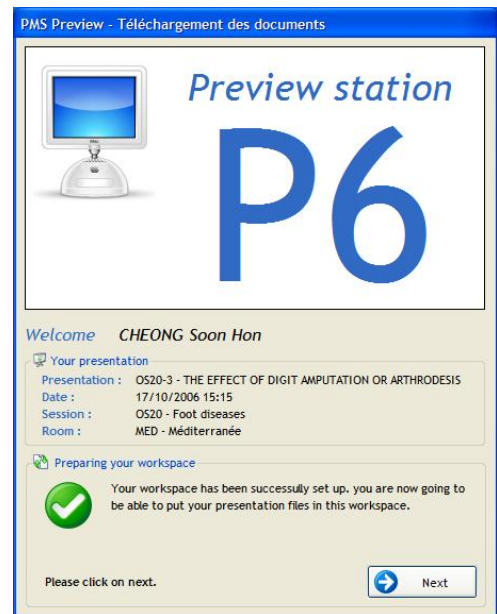 PMS Preview - Téléchargement des documents
Preview station
P6
Welcome CHEONG Soon Hon
Your presentation
Presentation : OS20-3 - THE EFFECT OF DIGIT AMPUTATION OR ARTHRODESIS
Date : 17/10/2006 15:15
Session : OS20 - Foot diseases
Room : MED - Méditerranée
Preparing your workspace
Your workspace has been successully set up. you are now going to
be able to put your presentation files in this workspace.
Please click on next.
Next